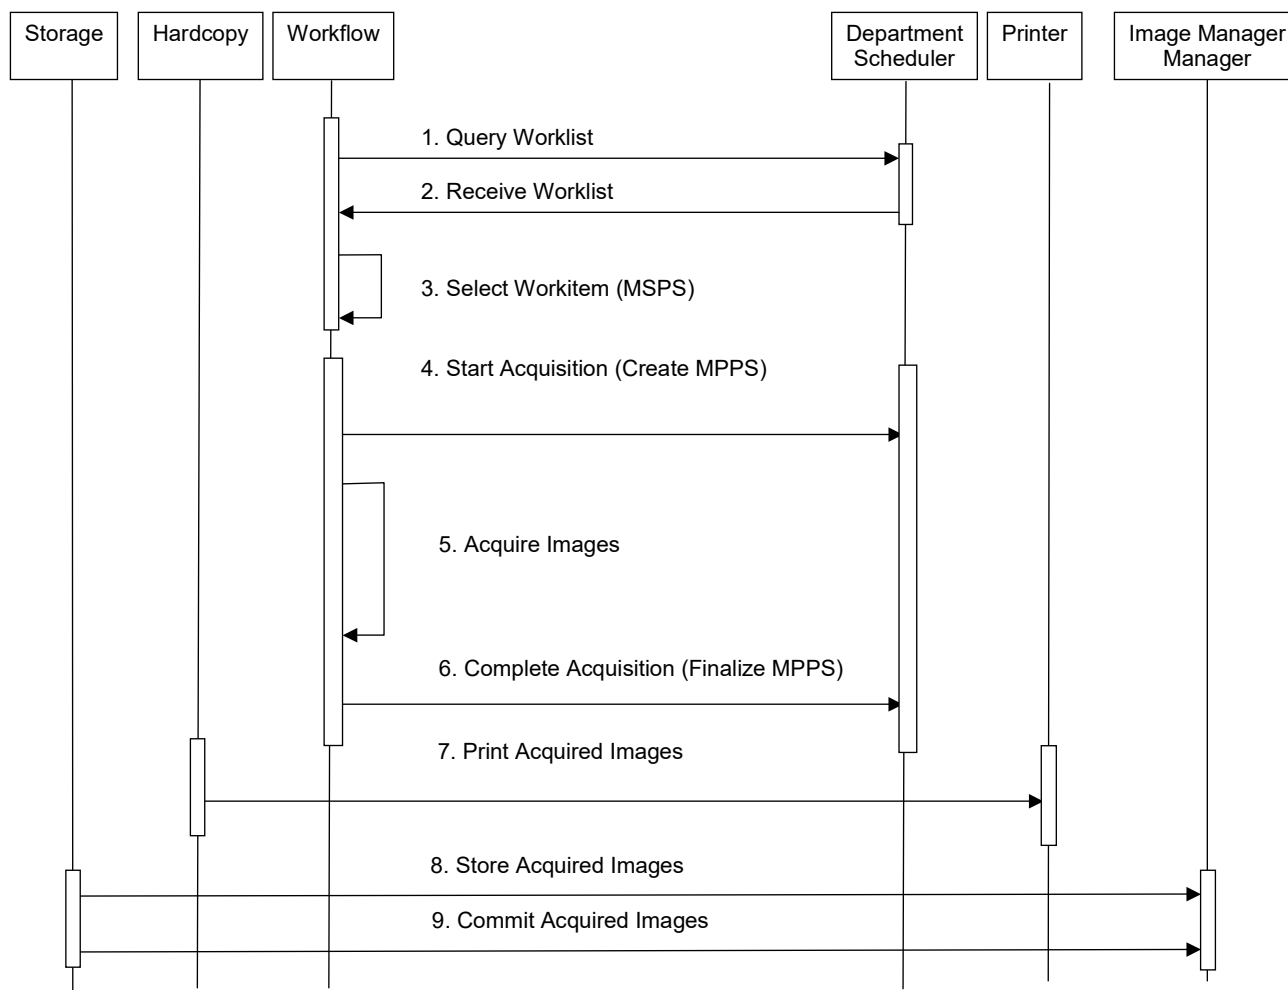 Storage
Hardcopy
Workflow
Department
Scheduler
Printer
Image Manager
Manager
1. Query Worklist
2. Receive Worklist
3. Select Workitem (MSPS)
4. Start Acquisition (Create MPPS)
5. Acquire Images
6. Complete Acquisition (Finalize MPPS)
7. Print Acquired Images
8. Store Acquired Images
9. Commit Acquired Images